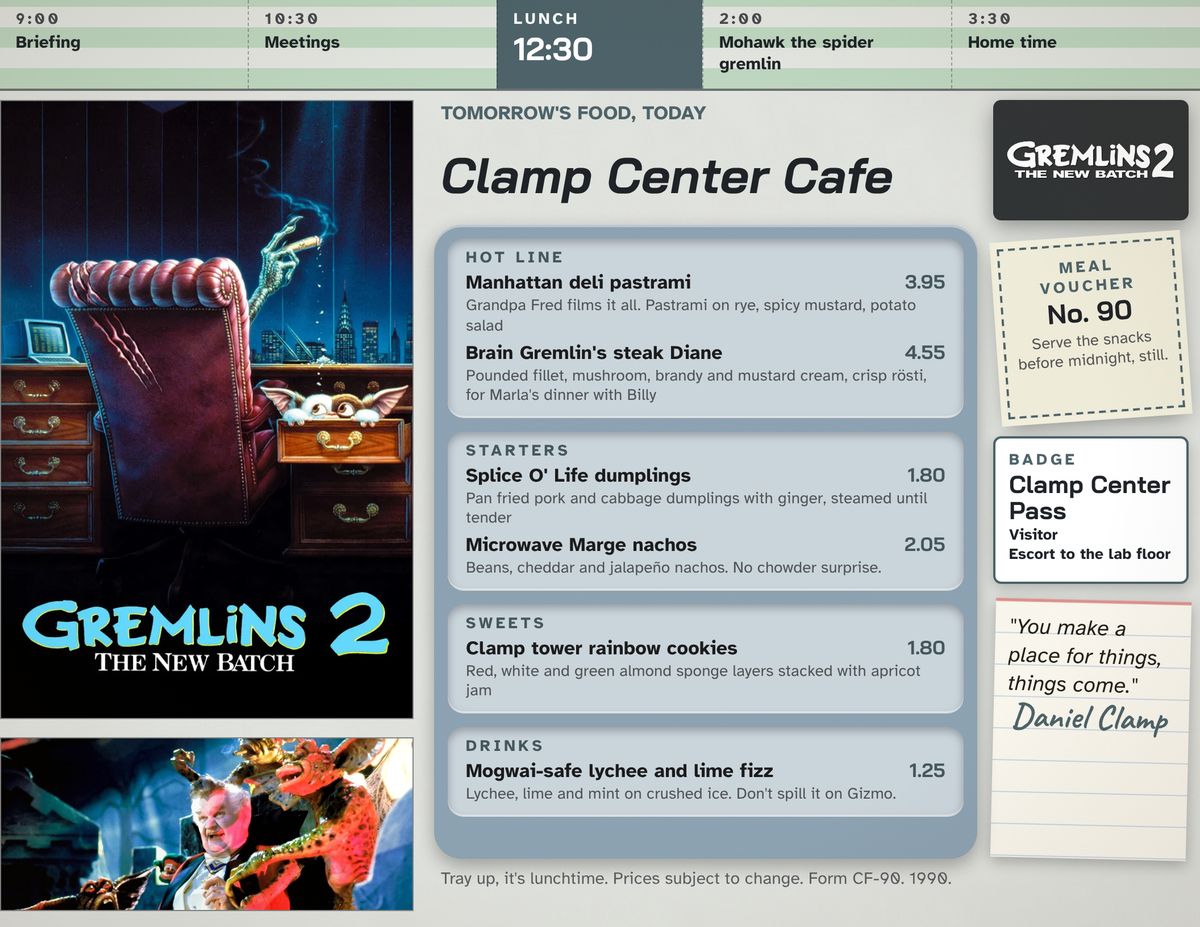 9:00
Briefing
10:30
Meetings
LUNCH
12:30
2:00
Mohawk the spider
gremlin
3:30
Home time
GREMLiNS 2
THE NEW BATCH
TOMORROW'S FOOD, TODAY
Clamp Center Cafe
HOT LINE
Manhattan deli pastrami 3.95
Grandpa Fred films it all. Pastrami on rye, spicy mustard, potato
salad
Brain Gremlin's steak Diane 4.55
Pounded fillet, mushroom, brandy and mustard cream, crisp rösti,
for Marla's dinner with Billy
STARTERS
Splice O' Life dumplings 1.80
Pan fried pork and cabbage dumplings with ginger, steamed until
tender
Microwave Marge nachos 2.05
Beans, cheddar and jalapeño nachos. No chowder surprise.
SWEETS
Clamp tower rainbow cookies 1.80
Red, white and green almond sponge layers stacked with apricot
jam
DRINKS
Mogwai-safe lychee and lime fizz 1.25
Lychee, lime and mint on crushed ice. Don't spill it on Gizmo.
Tray up, it's lunchtime. Prices subject to change. Form CF-90. 1990.
GREMLiNS 2
THE NEW BATCH
MEAL
VOUCHER
No. 90
Serve the snacks
before midnight, still.
BADGE
Clamp Center
Pass
Visitor
Escort to the lab floor
"You make a
place for things,
things come."
Daniel Clamp